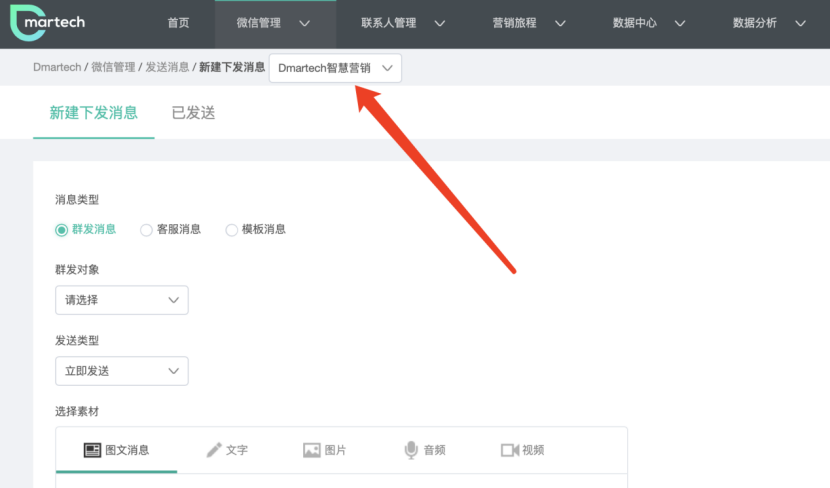 Dmartech 首页 微信管理 联系人管理 营销旅程 数据中心 数据分析
Dmartech / 微信管理 / 发送消息 / 新建下发消息 Dmartech智慧营销
新建下发消息 已发送
消息类型
群发消息 客服消息 模板消息
群发对象
请选择
发送类型
立即发送
选择素材
图文消息 文字 图片 音频 视频